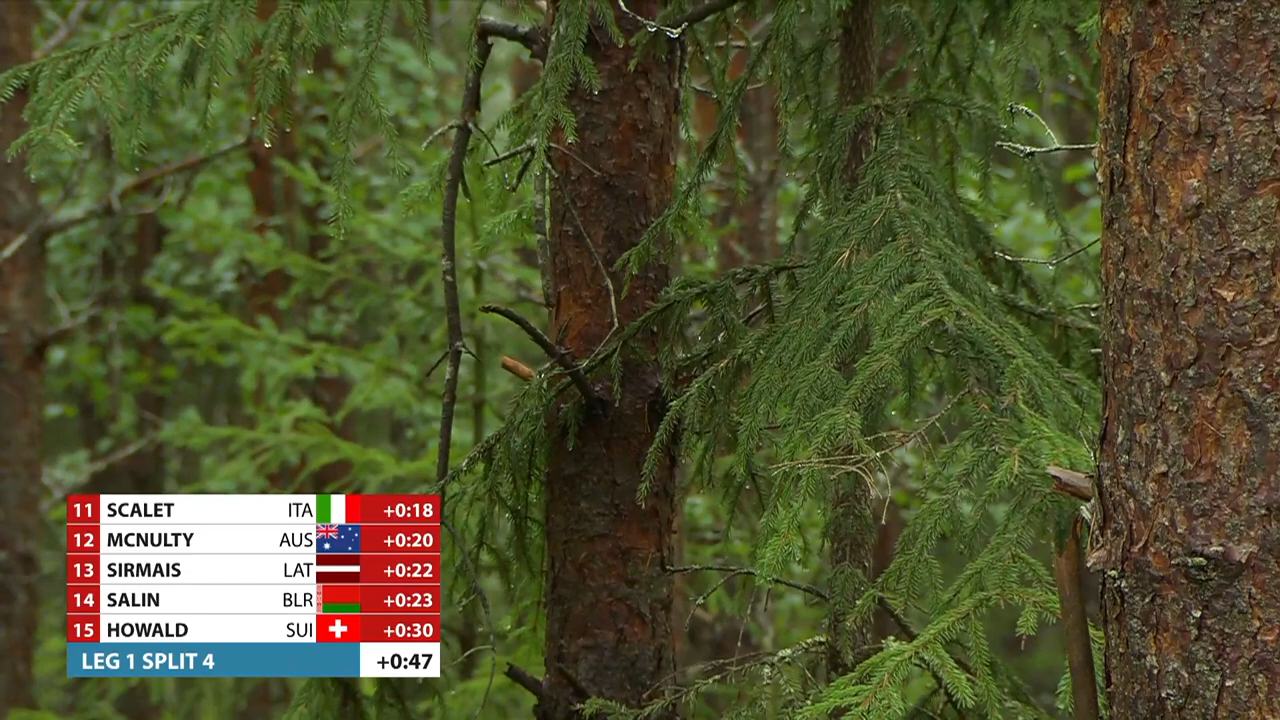 11 SCALET ITA +0:18
12 MCNULTY AUS +0:20
13 SIRMAIS LAT +0:22
14 SALIN BLR +0:23
15 HOWALD SUI +0:30
LEG 1 SPLIT 4 +0:47